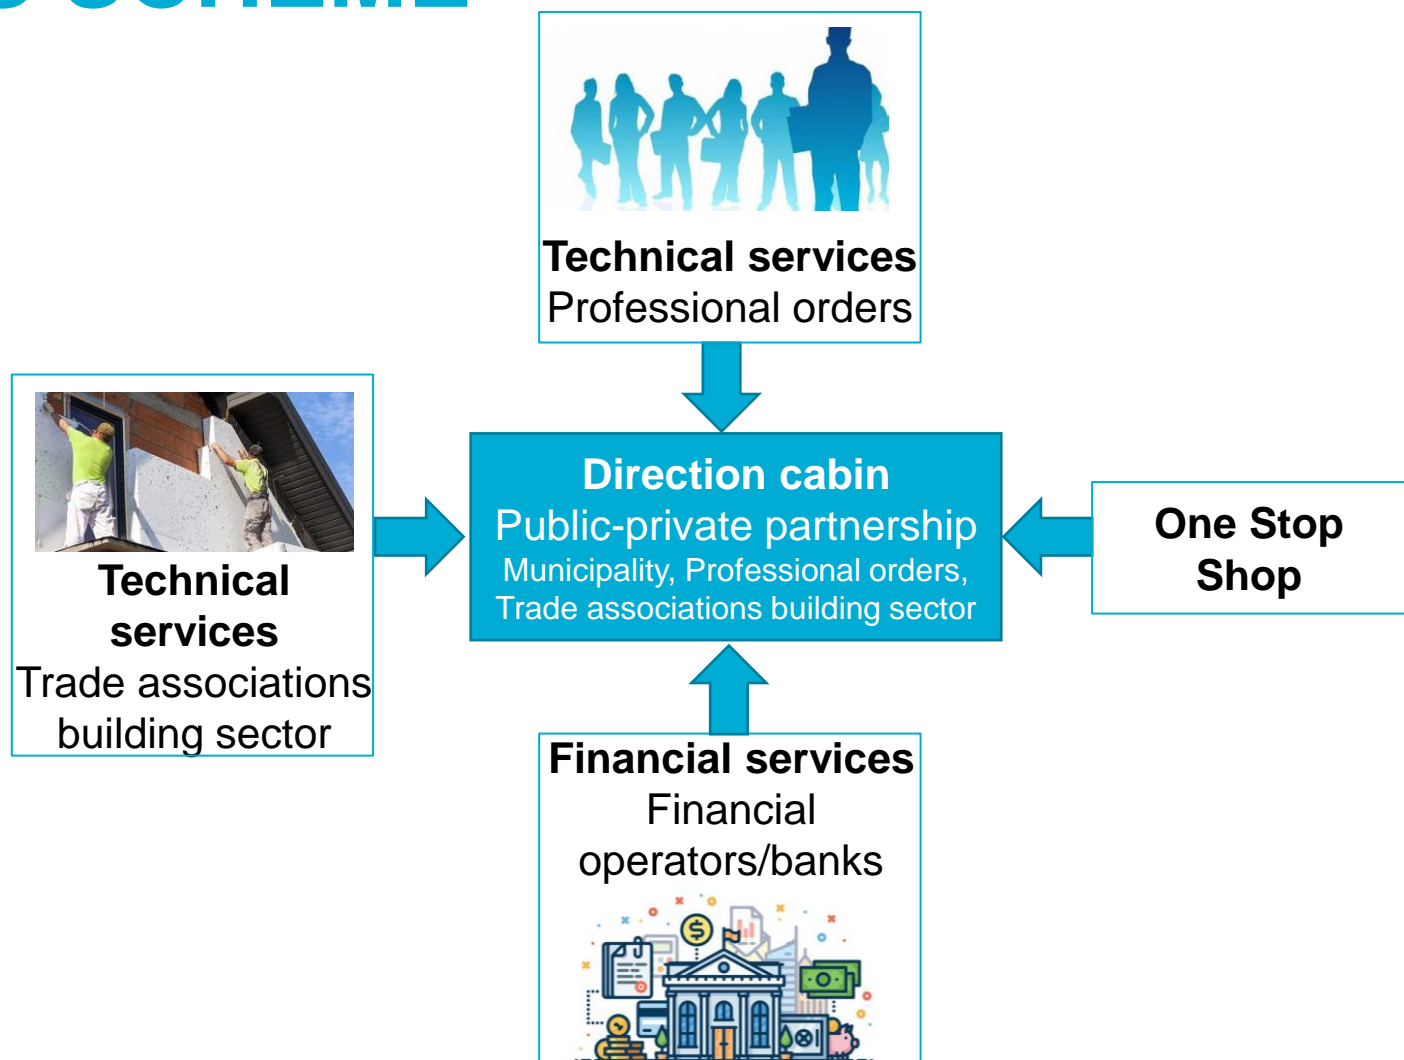 SCHEME
Technical services
Professional orders
Technical
services
Trade associations
building sector
Direction cabin
Public-private partnership
Municipality, Professional orders,
Trade associations building sector
One Stop
Shop
Financial services
Financial
operators/banks
$